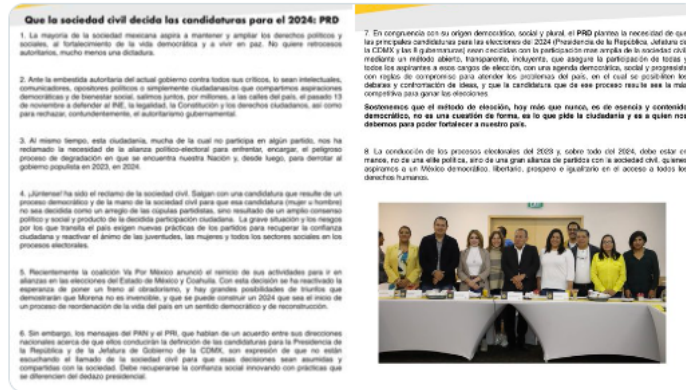 Que la sociedad civil decida las candidaturas para el 2024: PRD
1. La mayoría de la sociedad mexicana aspira a mantener y ampliar los derechos políticos y
sociales, al fortalecimiento de la vida democrática y a vivir en paz. No quiere retrocesos
autoritarios, mucho menos una dictadura.
2. Ante la embestida autoritaria del actual gobierno contra todos sus críticos, lo sean intelectuales,
comunicadores, opositores políticos o simplemente ciudadanos que compartimos aspiraciones
democráticas y de bienestar social, salimos juntos, por millones, a las calles del país, el pasado 13
de noviembre a defender al INE, la legalidad, la Constitución y los derechos ciudadanos, así como
para rechazar, contundentemente, el autoritarismo gubernamental.
3. Al mismo tiempo, esta ciudadanía, mucha de la cual no participa en algún partido, nos ha
reclamado la necesidad de la alianza político-electoral para enfrentar, encarar, el peligroso
proceso de degradación en que se encuentra nuestra Nación y, desde luego, para derrotar al
gobierno populista en 2023, en 2024.
4. ¡Júntense! ha sido el reclamo de la sociedad civil. Salgan con una candidatura que resulte de un
proceso democrático y de la mano de la sociedad civil para que esa candidatura (mujer u hombre)
no sea decidida como un arreglo de las cúpulas partidistas, sino resultado de un amplio consenso
político y social y producto de la decidida participación ciudadana. La grave situación y los riesgos
por los que transita el país exigen nuevas prácticas de los partidos para recuperar la confianza
ciudadana y reactivar el ánimo de las juventudes, las mujeres y todos los sectores sociales en los
procesos electorales.
5. Recientemente la coalición Va Por México anunció el reinicio de sus actividades para ir en
alianzas en las elecciones del Estado de México y Coahuila. Con esta decisión se ha reactivado la
esperanza de poner un freno al obradorismo, y hay grandes posibilidades de triunfos que
demostrarán que Morena no es invencible, y que se puede construir un 2024 que sea el inicio de
un proceso de reordenación de la vida del país en un sentido democrático y de reconstrucción.
6. Sin embargo, los mensajes del PAN y el PRI, que hablan de un acuerdo entre sus direcciones
nacionales acerca de que ellos conducirán la definición de las candidaturas para la Presidencia de
la República y de la Jefatura de Gobierno de la CDMX, son expresión de que no están
escuchando el llamado de la sociedad civil para que esas decisiones sean asumidas y
compartidas con la sociedad. Debe recuperarse la confianza social innovando con prácticas que
se diferencien del dedazo presidencial.
7. En congruencia con su origen democrático, social y plural, el PRD plantea la necesidad de que
las principales candidaturas para las elecciones del 2024 (Presidencia de la República, Jefatura de
la CDMX y las 8 gubernaturas) sean decididas con la participación más amplia de la sociedad civil
mediante un método abierto, transparente, incluyente, que asegure la participación de todas y
todos los aspirantes a esos cargos de elección, con una agenda democrática, social y progresista
con reglas de compromiso para atender los problemas del país, en el cual se posibiliten los
debates y confrontación de ideas, y que la candidatura que de ese proceso resulte sea la más
competitiva para ganar las elecciones.
Sostenemos que el método de elección, hoy más que nunca, es de esencia y contenido
democrático, no es una cuestión de forma, es lo que pide la ciudadanía y es a quien nos
debemos para poder fortalecer a nuestro país.
8. La conducción de los procesos electorales del 2023 y, sobre todo del 2024, debe estar en
manos, no de una elite política, sino de una gran alianza de partidos con la sociedad civil, quienes
aspiramos a un México democrático, libertario, prospero e igualitario en el acceso a todos los
derechos humanos.